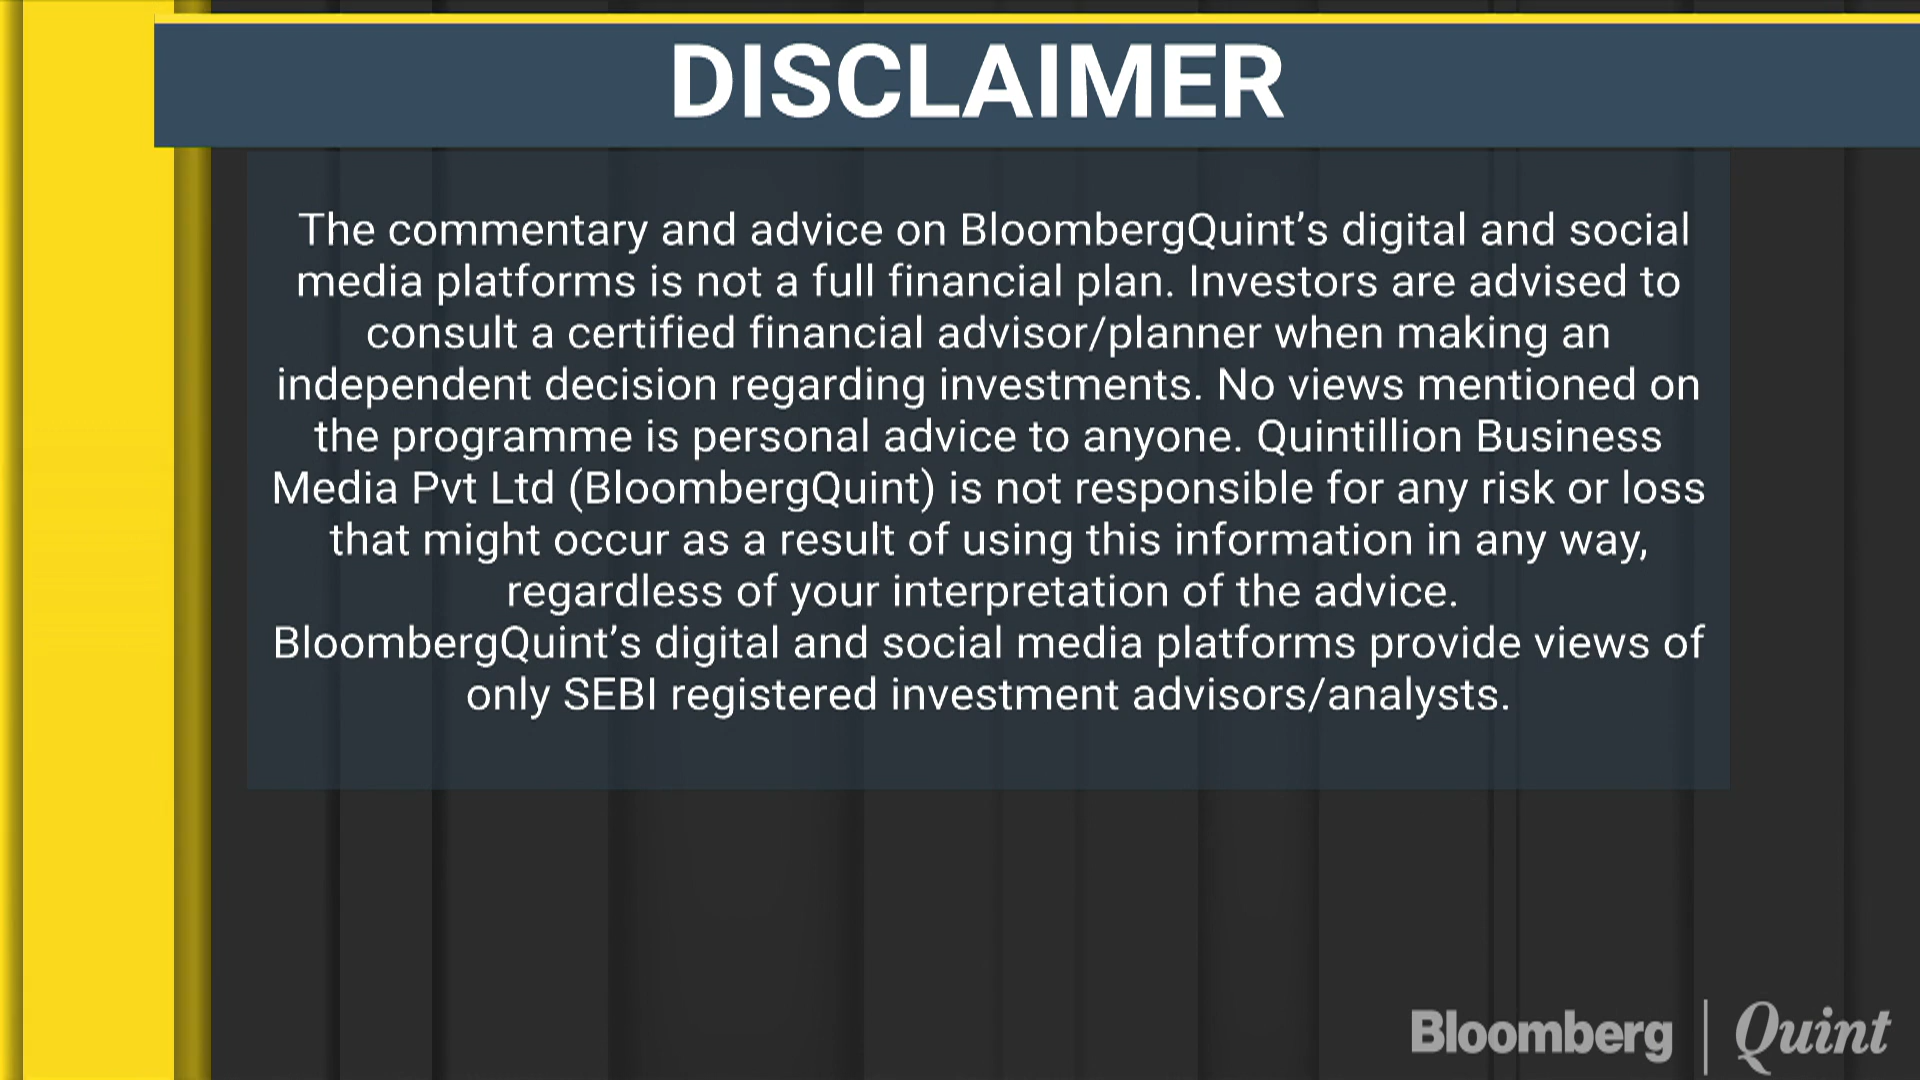 DISCLAIMER
The commentary and advice on BloombergQuint’s digital and social
media platforms is not a full financial plan. Investors are advised to
consult a certified financial advisor/planner when making an
independent decision regarding investments. No views mentioned on
the programme is personal advice to anyone. Quintillion Business
Media Pvt Ltd (BloombergQuint) is not responsible for any risk or loss
that might occur as a result of using this information in any way,
regardless of your interpretation of the advice.
BloombergQuint’s digital and social media platforms provide views of
only SEBI registered investment advisors/analysts.
Bloomberg | Quint